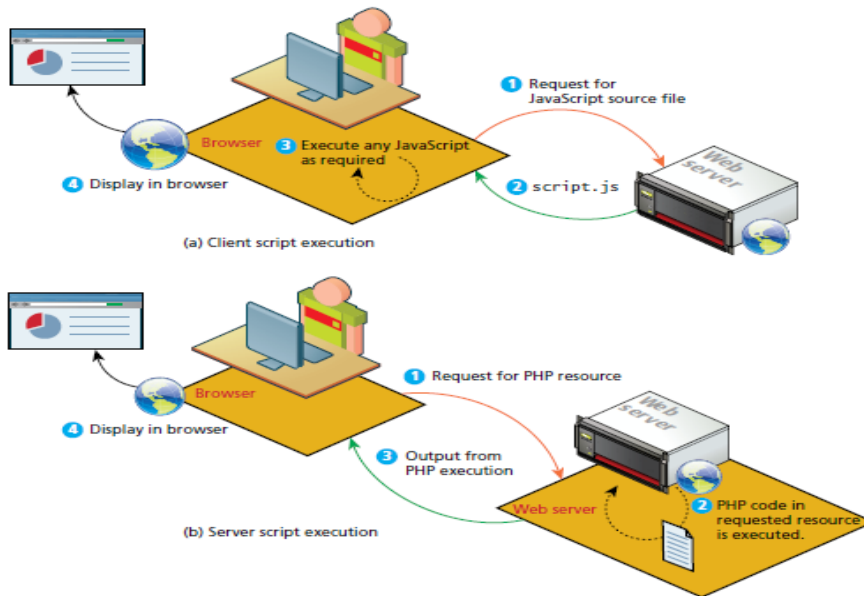 1 Request for
JavaScript source file
Browser
3 Execute any JavaScript
as required
4 Display in browser
2 script.js
Web
server
(a) Client script execution
Browser
1 Request for PHP resource
4 Display in browser
3 Output from
PHP execution
Web
server
Web server
2 PHP code in
requested resource
is executed.
(b) Server script execution